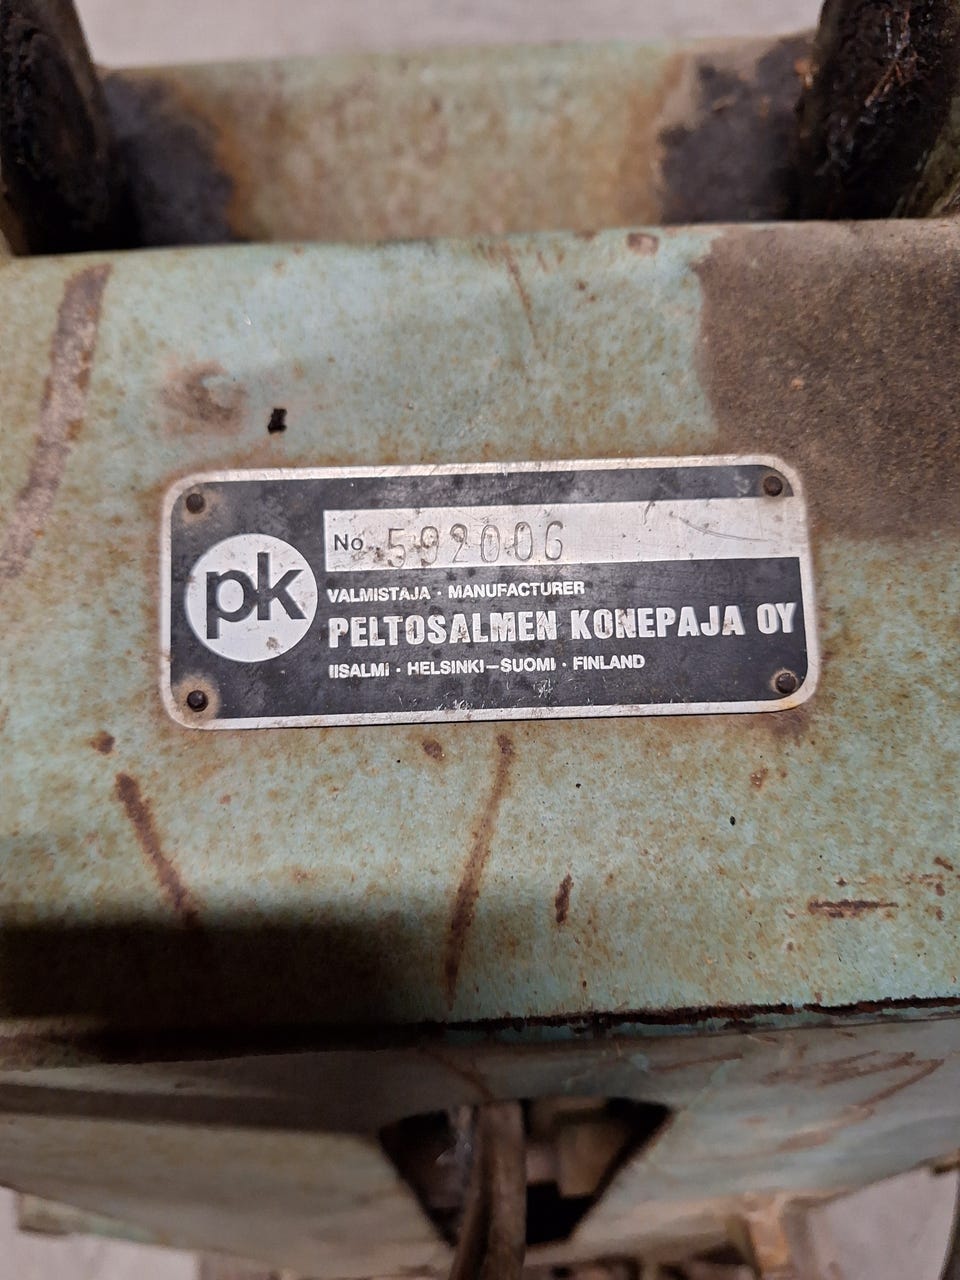 pk
No 592006
VALMISTAJA · MANUFACTURER
PELTOSALMEN KONEPAJA OY
IISALMI · HELSINKI – SUOMI · FINLAND